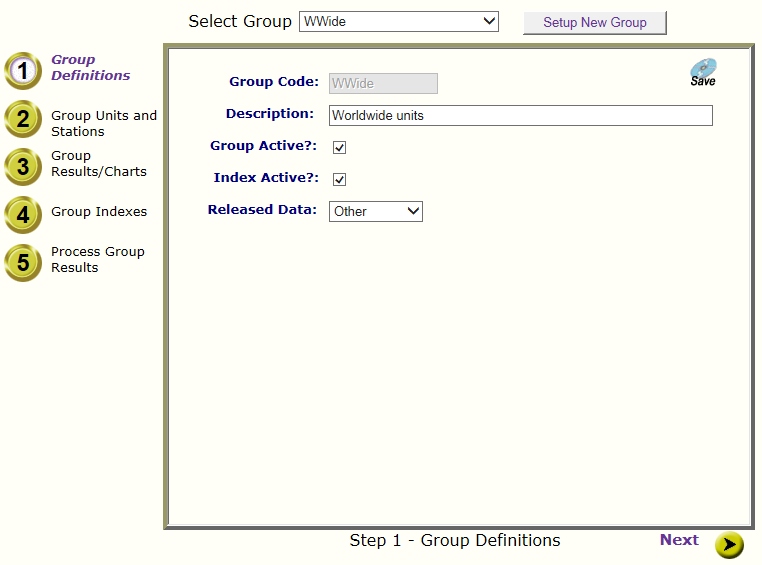 Select Group WWide Setup New Group
1 Group
Definitions
2 Group Units and
Stations
3 Group
Results/Charts
4 Group Indexes
5 Process Group
Results
Group Code: WWide
Save
Description: Worldwide units
Group Active?:
Index Active?:
Released Data: Other
Step 1 - Group Definitions
Next